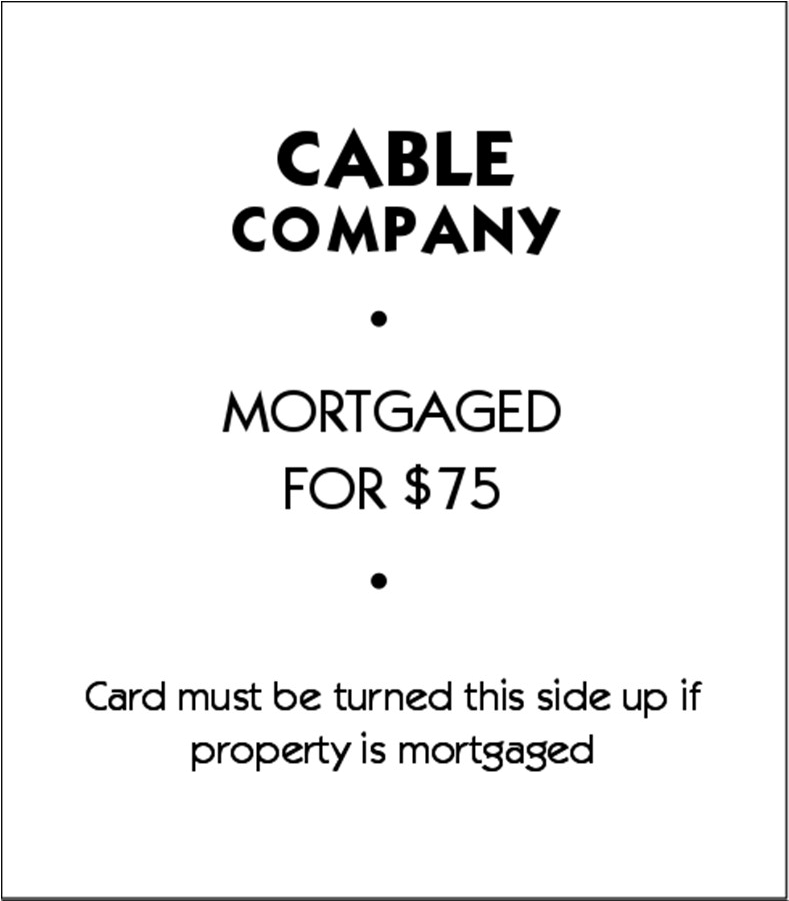 CABLE
COMPANY
•
MORTGAGED
FOR $75
•
Card must be turned this side up if
property is mortgaged